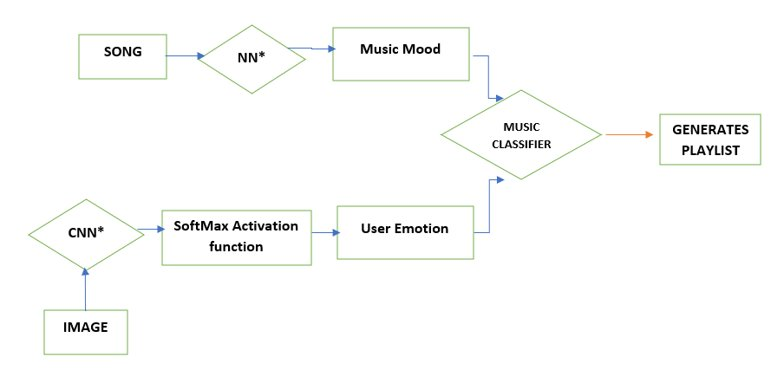 SONG
NN*
Music Mood
MUSIC
CLASSIFIER
GENERATES
PLAYLIST
CNN*
SoftMax Activation
function
User Emotion
IMAGE